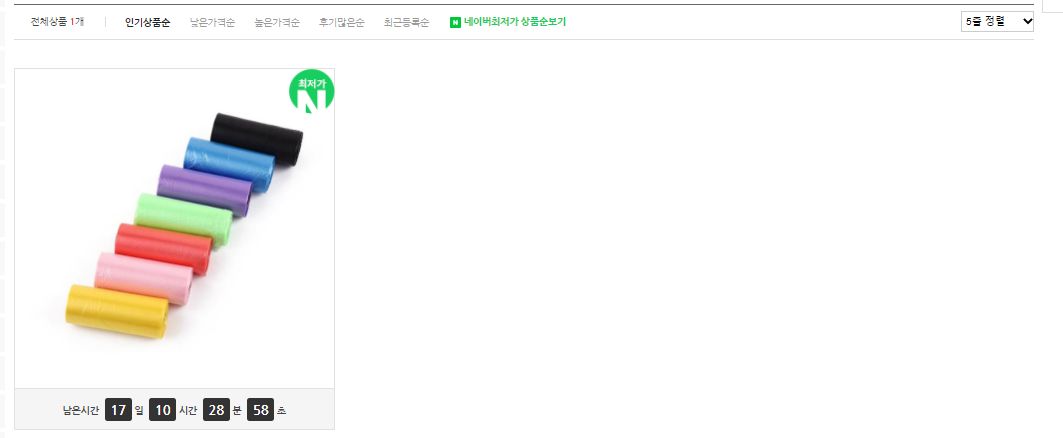 전체상품 1개 인기상품순 낮은가격순 높은가격순 후기많은순 최근등록순 N 네이버최저가 상품순보기 5줄 정렬
최저가
N
남은시간 17 일 10 시간 28 분 58 초